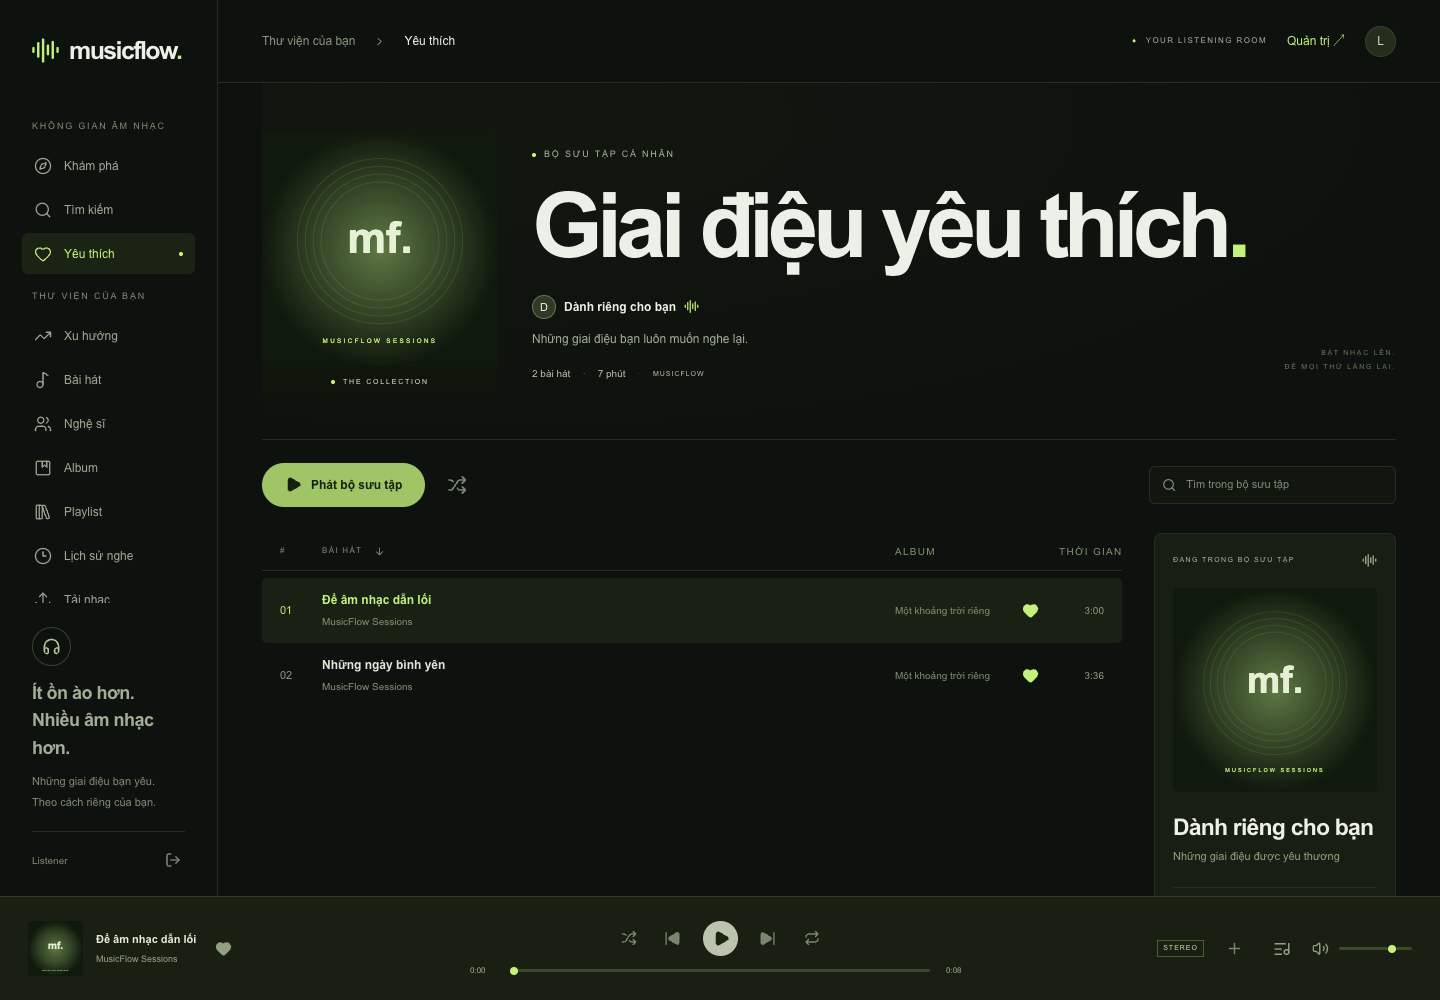 musicflow.
KHÔNG GIAN ÂM NHẠC
Khám phá
Tìm kiếm
Yêu thích
THƯ VIỆN CỦA BẠN
Xu hướng
Bài hát
Nghệ sĩ
Album
Playlist
Lịch sử nghe
Tải nhạc
Ít ồn ào hơn.
Nhiều âm nhạc
hơn.
Những giai điệu bạn yêu.
Theo cách riêng của bạn.
Listener
Thư viện của bạn > Yêu thích
YOUR LISTENING ROOM
Quản trị ↗
L
mf.
MUSICFLOW SESSIONS
THE COLLECTION
BỘ SƯU TẬP CÁ NHÂN
Giai điệu yêu thích.
D Dành riêng cho bạn
Những giai điệu bạn luôn muốn nghe lại.
2 bài hát · 7 phút · MUSICFLOW
BẬT NHẠC LÊN.
ĐỂ MỌI THỨ LẮNG LẠI.
Phát bộ sưu tập
Tìm trong bộ sưu tập
# BÀI HÁT ↓ ALBUM THỜI GIAN
01 Để âm nhạc dẫn lối Một khoảng trời riêng 3:00
MusicFlow Sessions
02 Những ngày bình yên Một khoảng trời riêng 3:36
MusicFlow Sessions
ĐANG TRONG BỘ SƯU TẬP
mf.
MUSICFLOW SESSIONS
Dành riêng cho bạn
Những giai điệu được yêu thương
mf.
Để âm nhạc dẫn lối
MusicFlow Sessions
0:00
0:08
STEREO